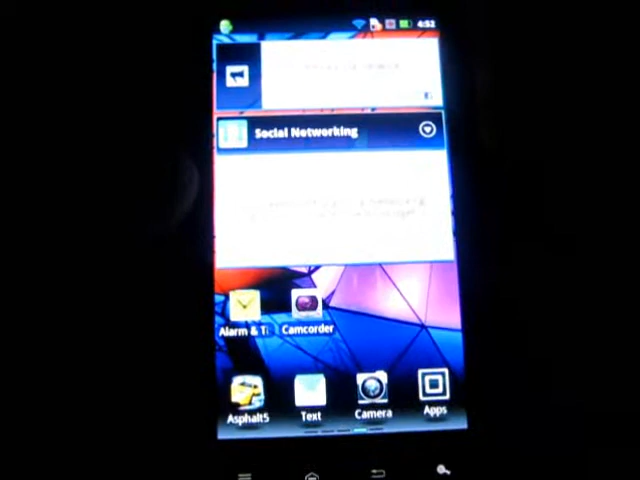 4:52
Social Networking
Alarm & Ti
Camcorder
Asphalt5
Text
Camera
Apps